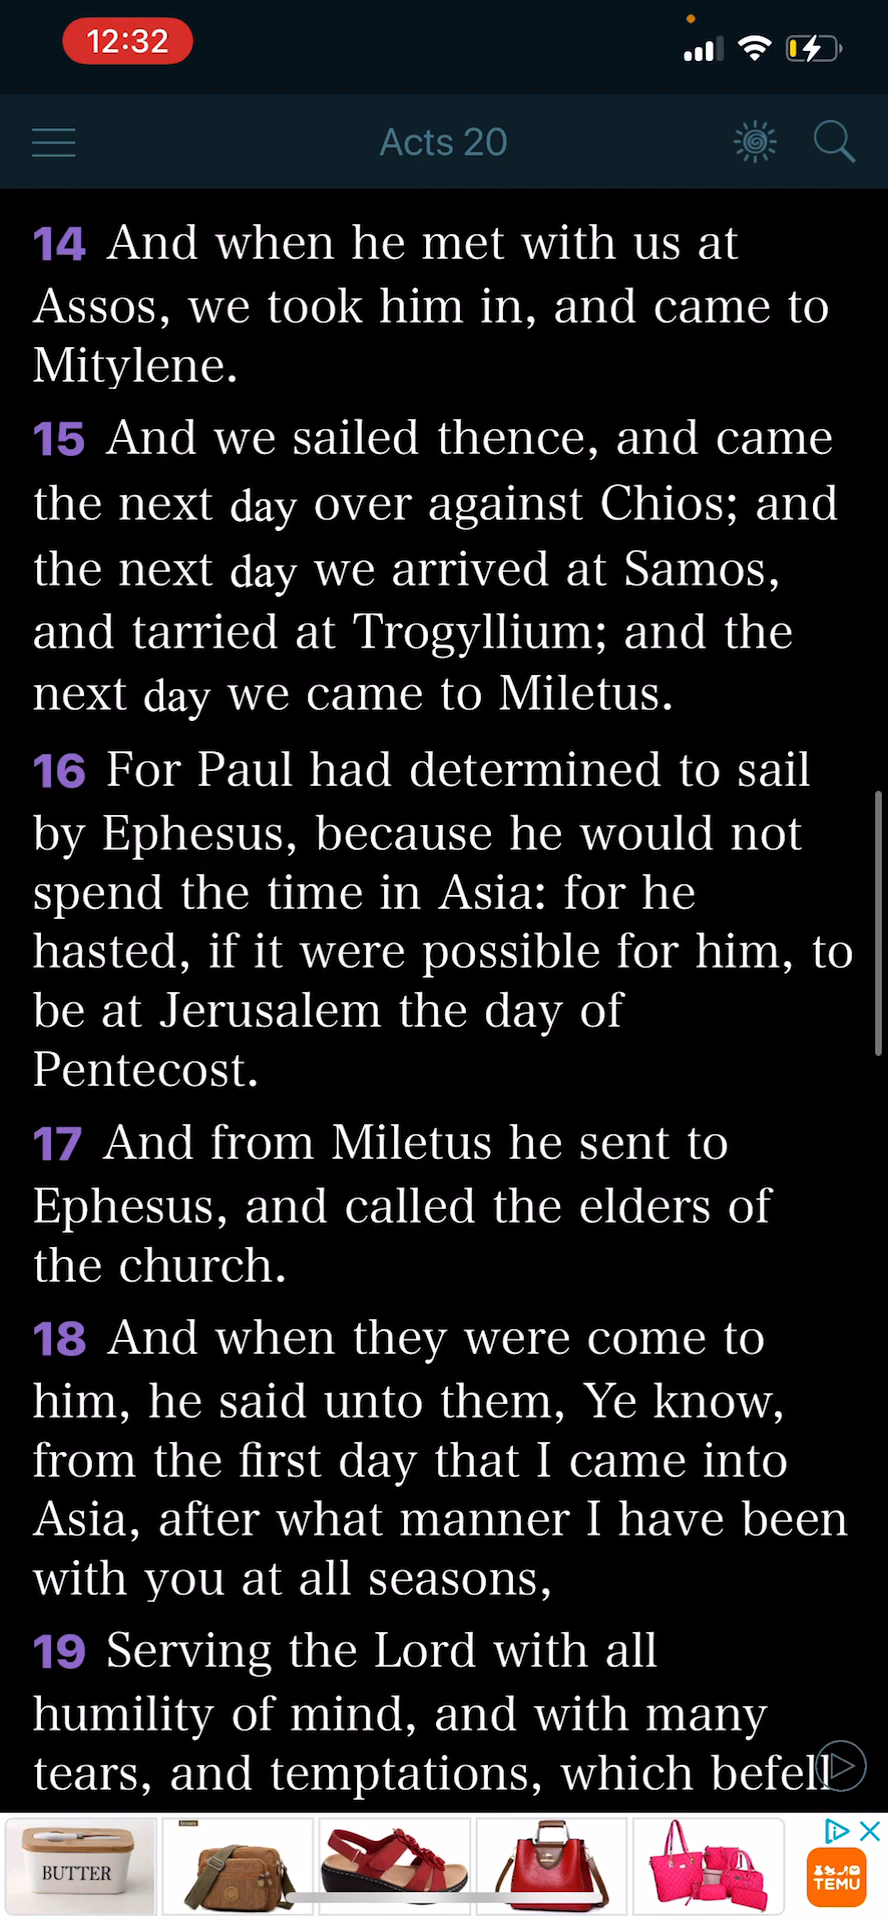 12:32
Acts 20
14 And when he met with us at
Assos, we took him in, and came to
Mitylene.
15 And we sailed thence, and came
the next day over against Chios; and
the next day we arrived at Samos,
and tarried at Trogyllium; and the
next day we came to Miletus.
16 For Paul had determined to sail
by Ephesus, because he would not
spend the time in Asia: for he
hasted, if it were possible for him, to
be at Jerusalem the day of
Pentecost.
17 And from Miletus he sent to
Ephesus, and called the elders of
the church.
18 And when they were come to
him, he said unto them, Ye know,
from the first day that I came into
Asia, after what manner I have been
with you at all seasons,
19 Serving the Lord with all
humility of mind, and with many
tears, and temptations, which befell
BUTTER
TEMU